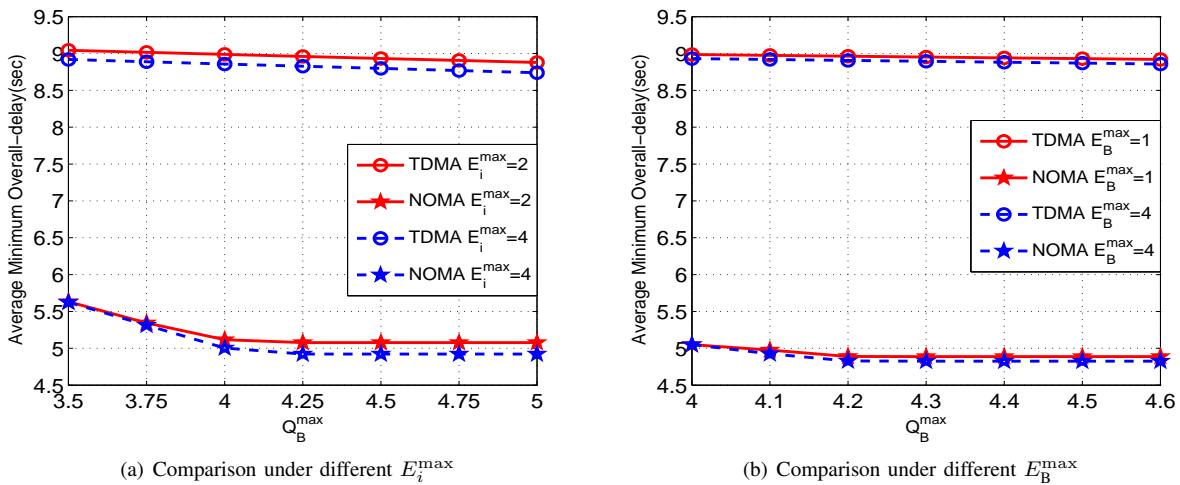 9.5
9
8.5
8
7.5
7
6.5
6
5.5
5
4.5
Average Minimum Overall-delay(sec)
TDMA E_i^max=2
NOMA E_i^max=2
TDMA E_i^max=4
NOMA E_i^max=4
3.5 3.75 4 4.25 4.5 4.75 5
Q_B^max
(a) Comparison under different E_i^max
9.5
9
8.5
8
7.5
7
6.5
6
5.5
5
4.5
Average Minimum Overall-delay(sec)
TDMA E_B^max=1
NOMA E_B^max=1
TDMA E_B^max=4
NOMA E_B^max=4
4 4.1 4.2 4.3 4.4 4.5 4.6
Q_B^max
(b) Comparison under different E_B^max